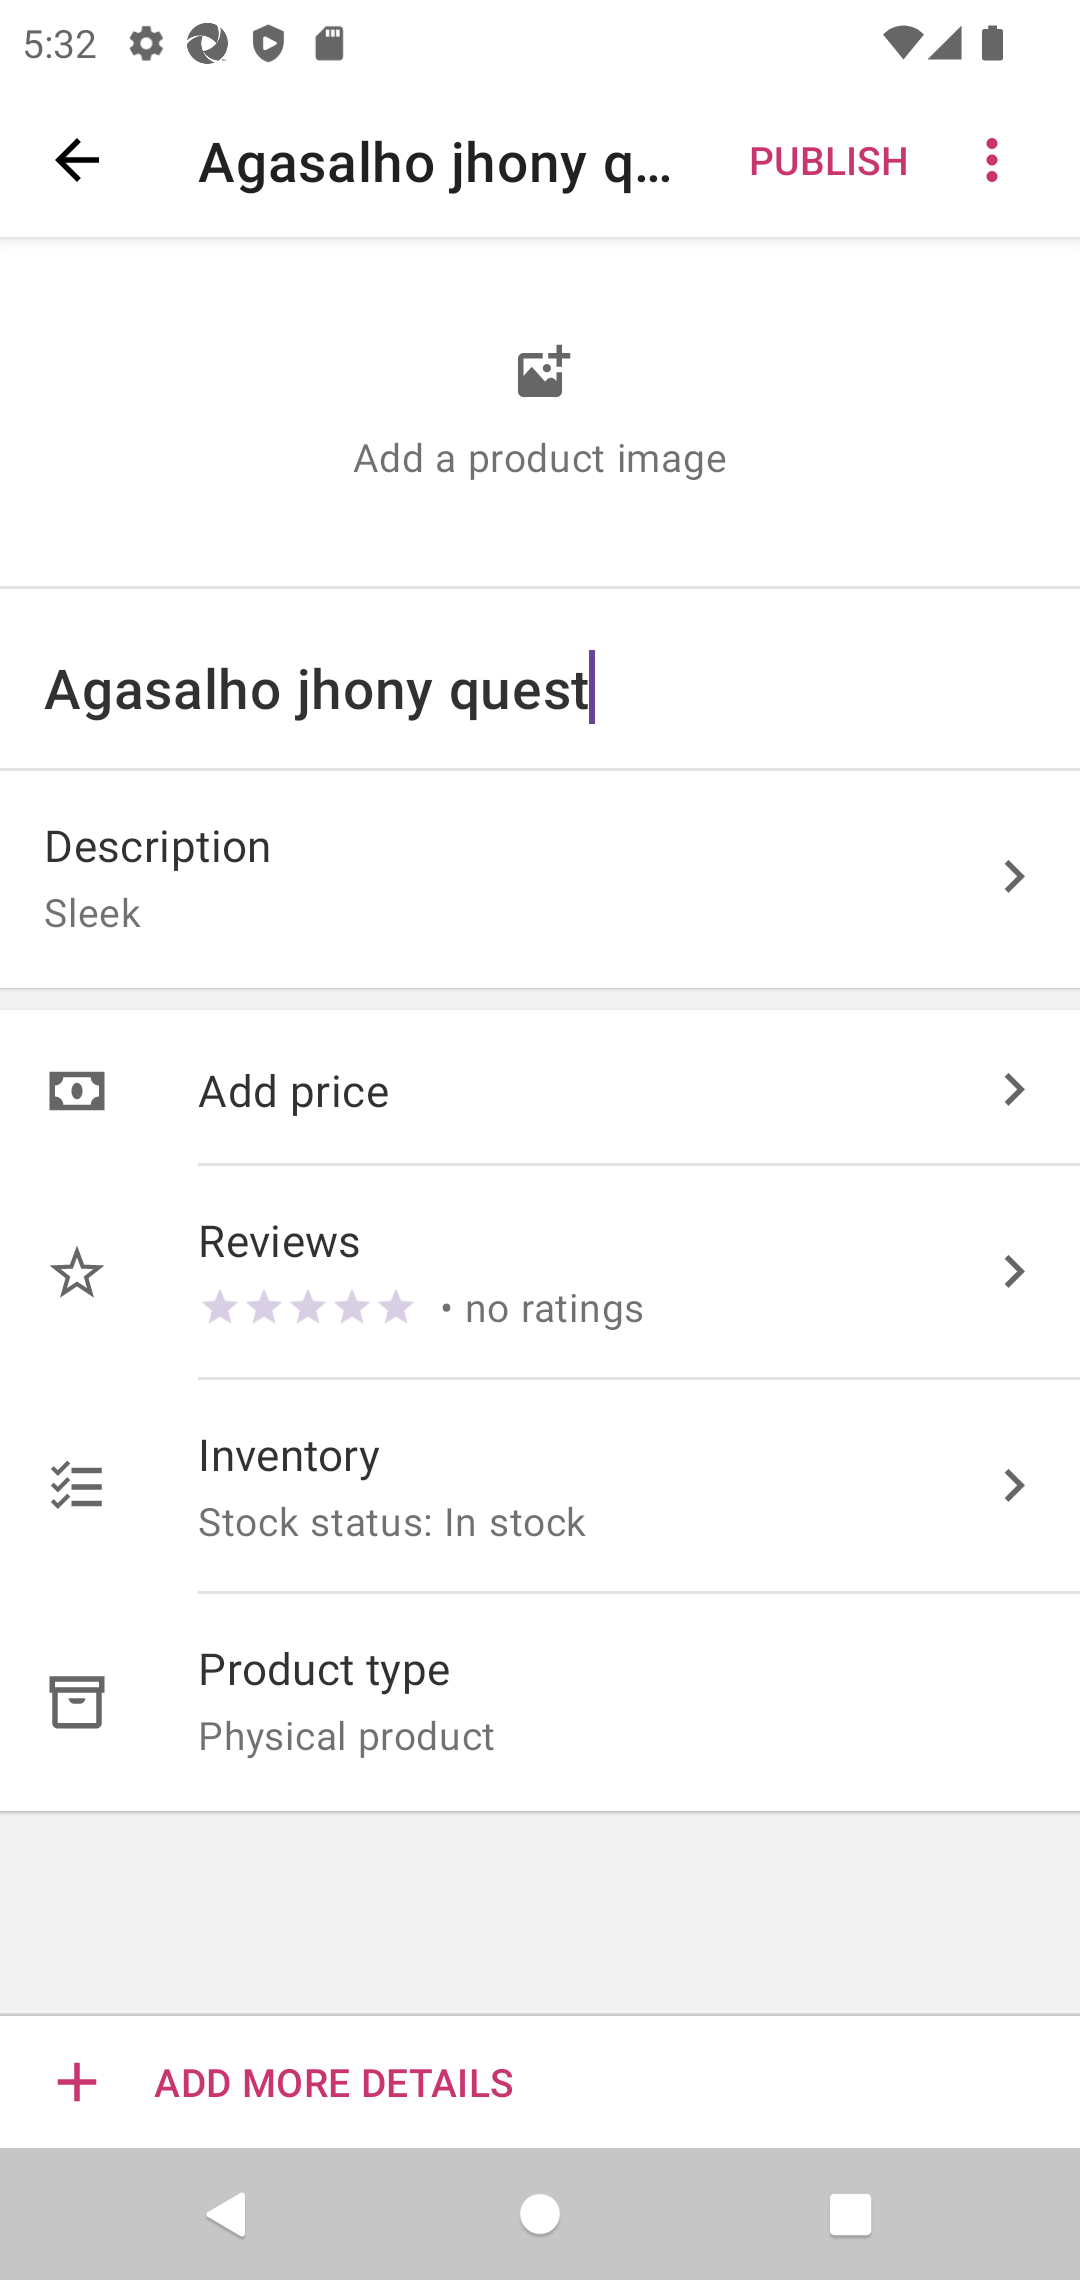 5:32
Agasalho jhony q...
PUBLISH
Add a product image
Agasalho jhony quest
Description
Sleek
Add price
Reviews
• no ratings
Inventory
Stock status: In stock
Product type
Physical product
ADD MORE DETAILS